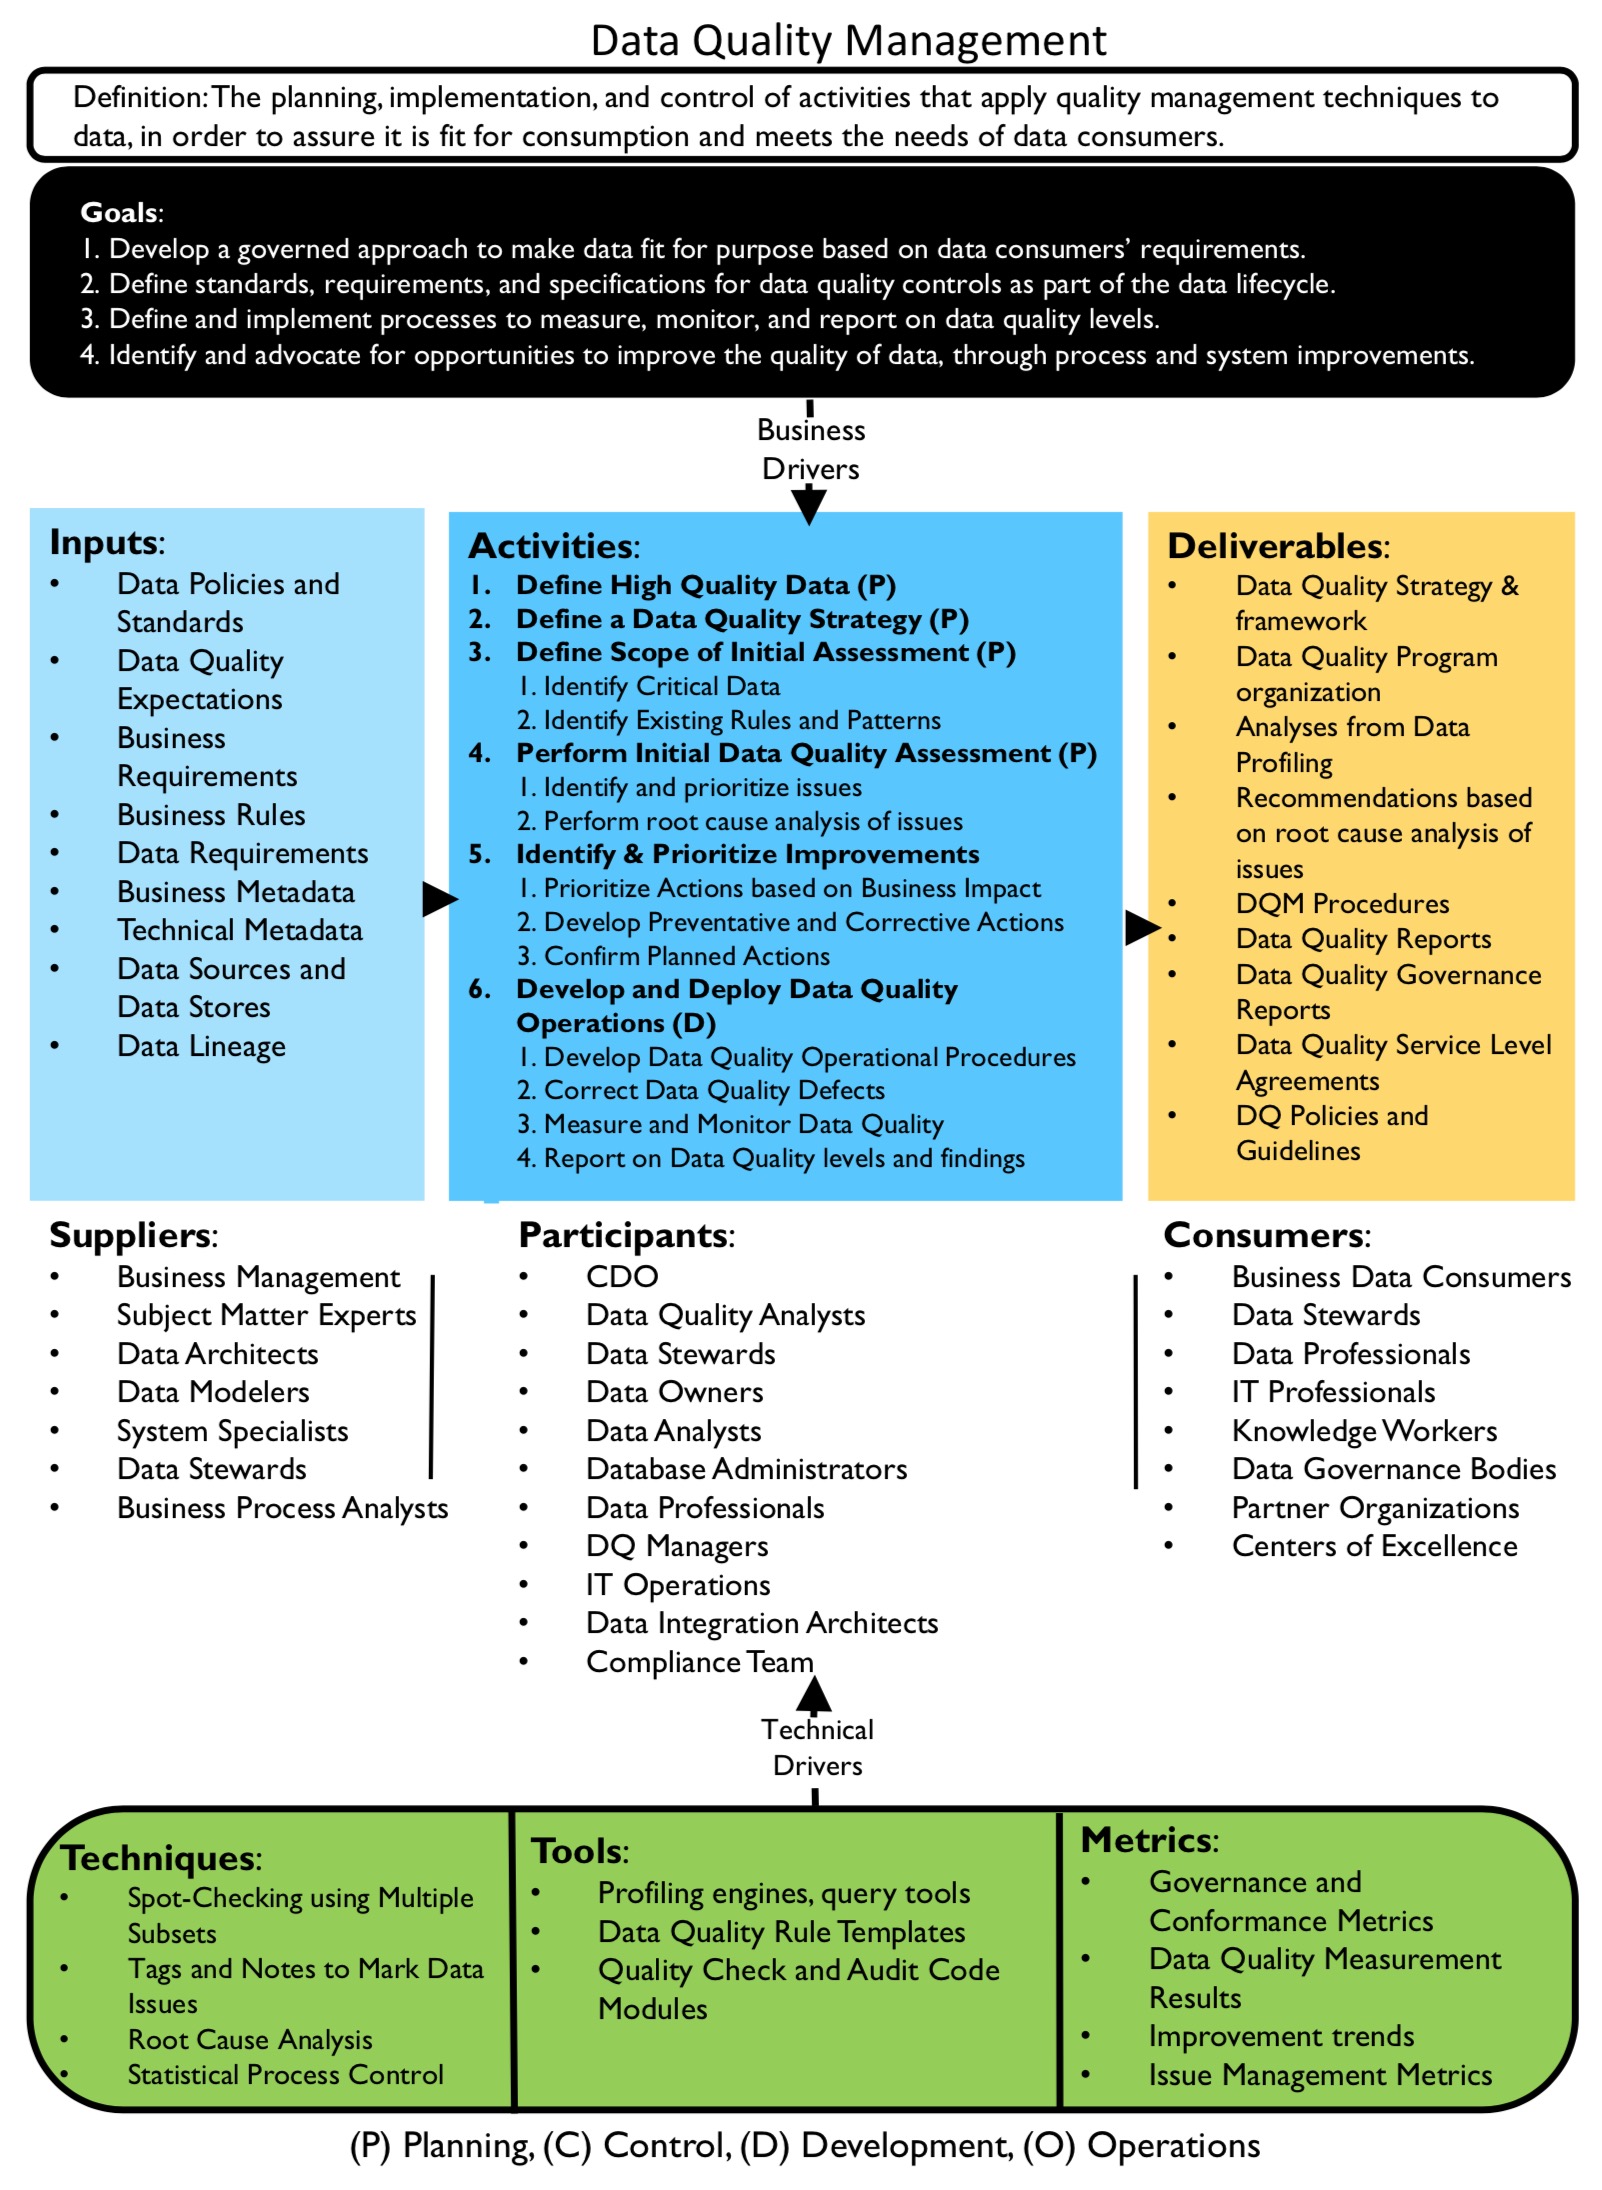 Data Quality Management
Definition: The planning, implementation, and control of activities that apply quality management techniques to
data, in order to assure it is fit for consumption and meets the needs of data consumers.
Goals:
1. Develop a governed approach to make data fit for purpose based on data consumers’ requirements.
2. Define standards, requirements, and specifications for data quality controls as part of the data lifecycle.
3. Define and implement processes to measure, monitor, and report on data quality levels.
4. Identify and advocate for opportunities to improve the quality of data, through process and system improvements.
Business
Drivers
Inputs:
• Data Policies and
Standards
• Data Quality
Expectations
• Business
Requirements
• Business Rules
• Data Requirements
• Business Metadata
• Technical Metadata
• Data Sources and
Data Stores
• Data Lineage
Activities:
1. Define High Quality Data (P)
2. Define a Data Quality Strategy (P)
3. Define Scope of Initial Assessment (P)
1. Identify Critical Data
2. Identify Existing Rules and Patterns
4. Perform Initial Data Quality Assessment (P)
1. Identify and prioritize issues
2. Perform root cause analysis of issues
5. Identify & Prioritize Improvements
1. Prioritize Actions based on Business Impact
2. Develop Preventative and Corrective Actions
3. Confirm Planned Actions
6. Develop and Deploy Data Quality
Operations (D)
1. Develop Data Quality Operational Procedures
2. Correct Data Quality Defects
3. Measure and Monitor Data Quality
4. Report on Data Quality levels and findings
Deliverables:
• Data Quality Strategy &
framework
• Data Quality Program
organization
• Analyses from Data
Profiling
• Recommendations based
on root cause analysis of
issues
• DQM Procedures
• Data Quality Reports
• Data Quality Governance
Reports
• Data Quality Service Level
Agreements
• DQ Policies and
Guidelines
Suppliers:
• Business Management
• Subject Matter Experts
• Data Architects
• Data Modelers
• System Specialists
• Data Stewards
• Business Process Analysts
Participants:
• CDO
• Data Quality Analysts
• Data Stewards
• Data Owners
• Data Analysts
• Database Administrators
• Data Professionals
• DQ Managers
• IT Operations
• Data Integration Architects
• Compliance Team
Consumers:
• Business Data Consumers
• Data Stewards
• Data Professionals
• IT Professionals
• Knowledge Workers
• Data Governance Bodies
• Partner Organizations
• Centers of Excellence
Technical
Drivers
Techniques:
• Spot-Checking using Multiple
Subsets
• Tags and Notes to Mark Data
Issues
• Root Cause Analysis
• Statistical Process Control
Tools:
• Profiling engines, query tools
• Data Quality Rule Templates
• Quality Check and Audit Code
Modules
Metrics:
• Governance and
Conformance Metrics
• Data Quality Measurement
Results
• Improvement trends
• Issue Management Metrics
(P) Planning, (C) Control, (D) Development, (O) Operations